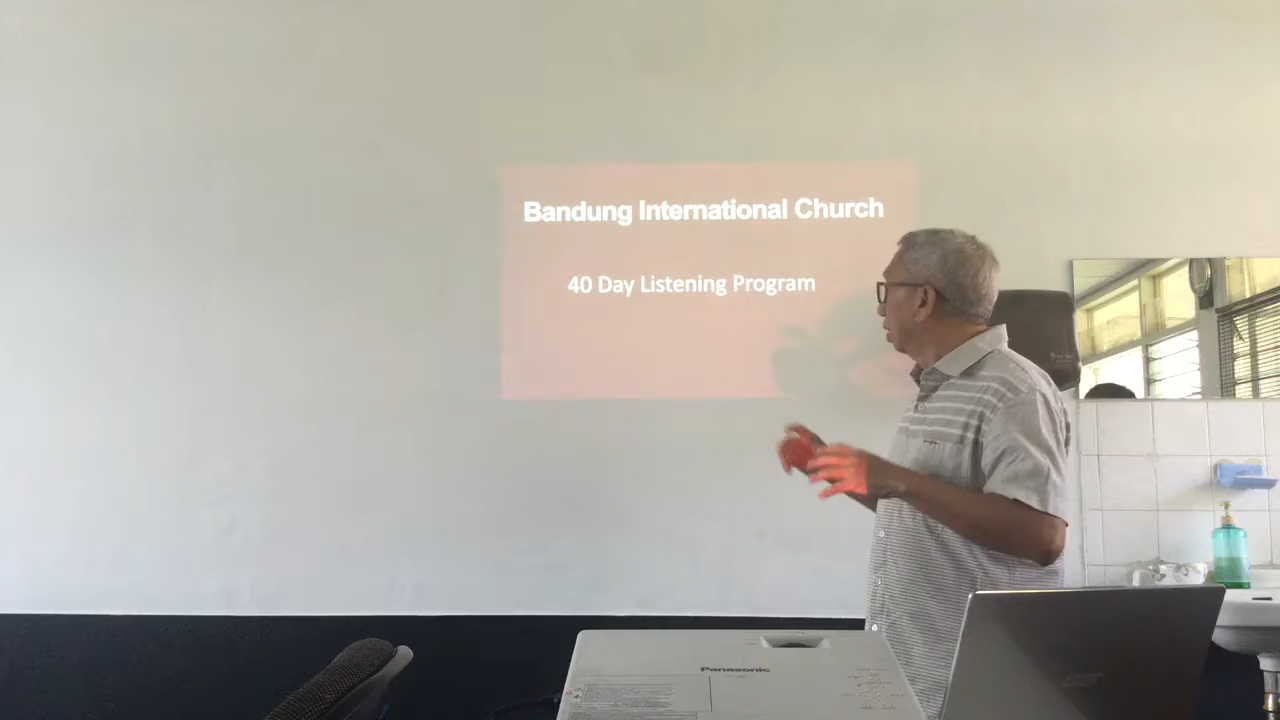 Bandung International Church
40 Day Listening Program
Panasonic